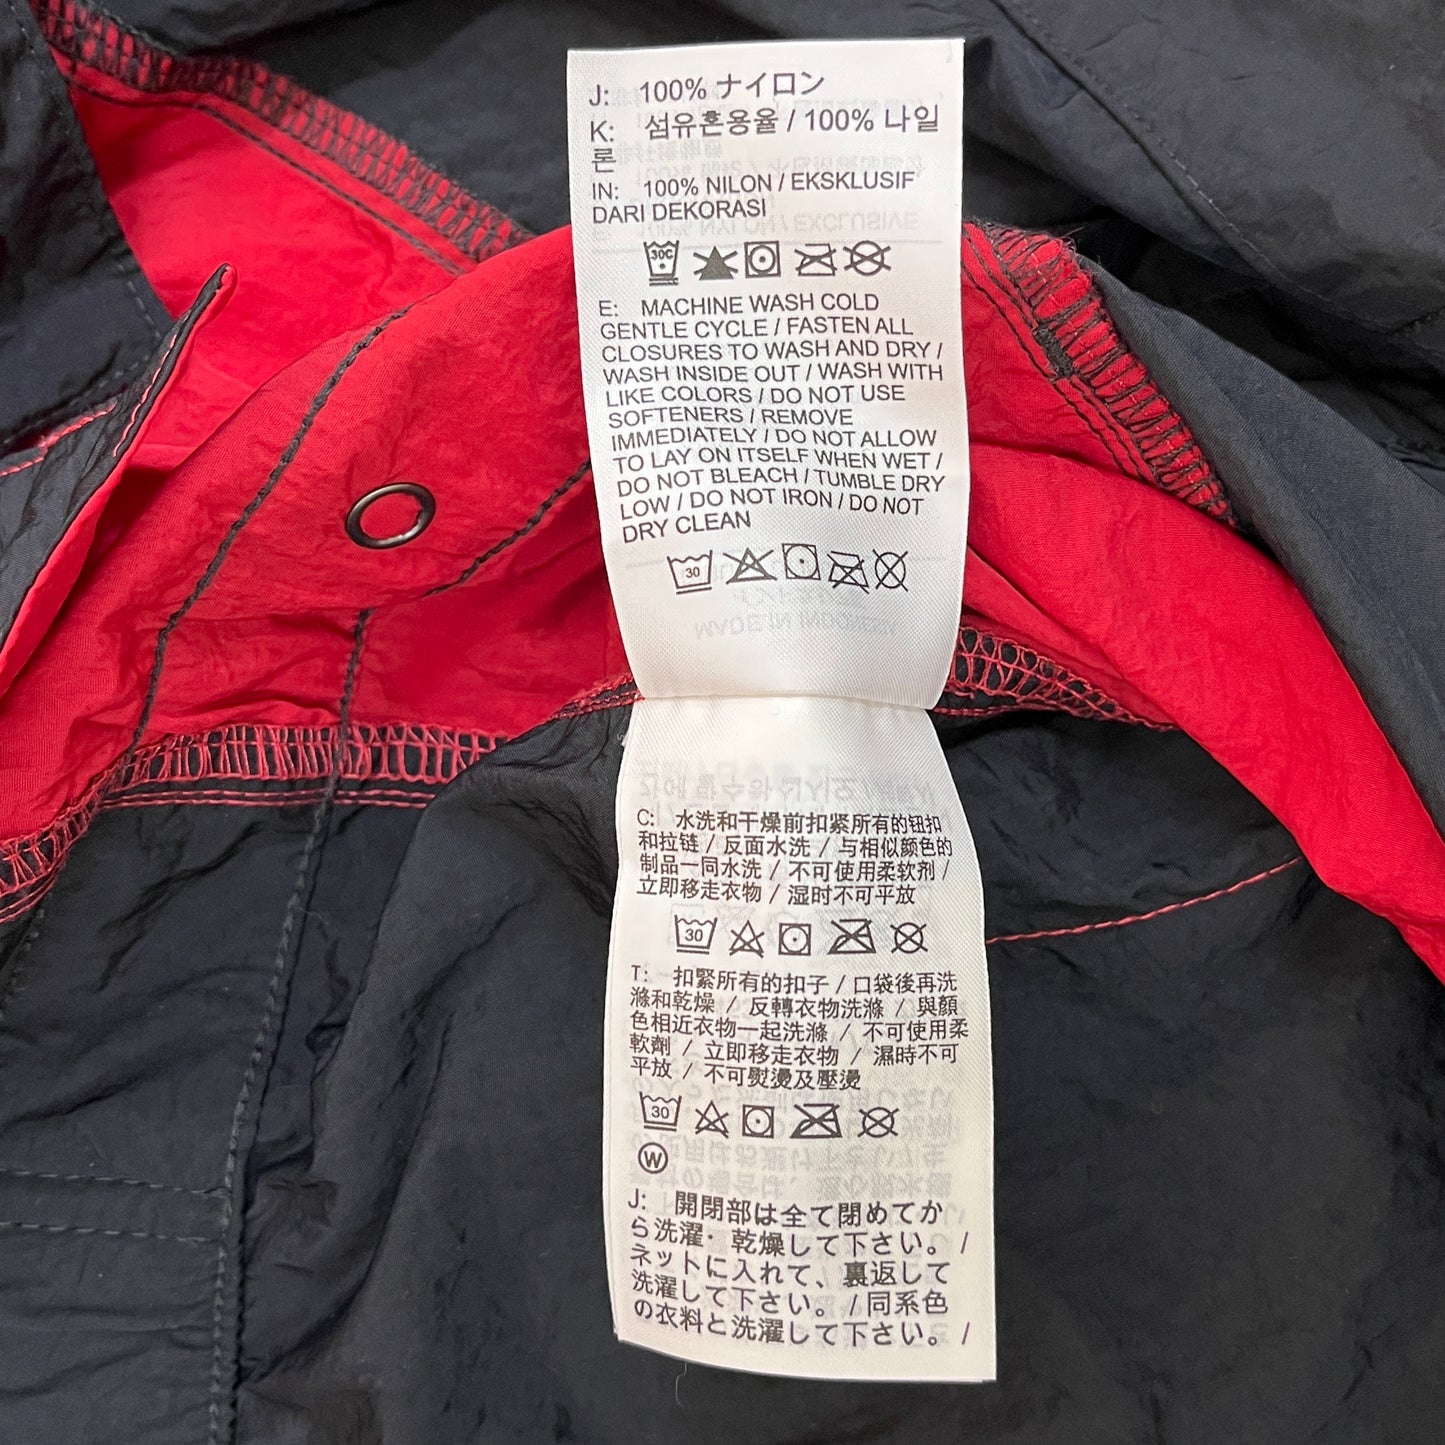 J: 100% ナイロン
K: 섬유혼용율 / 100% 나일
론
IN: 100% NILON / EKSKLUSIF
DARI DEKORASI
30C
E: MACHINE WASH COLD
GENTLE CYCLE / FASTEN ALL
CLOSURES TO WASH AND DRY /
WASH INSIDE OUT / WASH WITH
LIKE COLORS / DO NOT USE
SOFTENERS / REMOVE
IMMEDIATELY / DO NOT ALLOW
TO LAY ON ITSELF WHEN WET /
DO NOT BLEACH / TUMBLE DRY
LOW / DO NOT IRON / DO NOT
DRY CLEAN
30
C: 水洗和干燥前扣紧所有的钮扣
和拉链 / 反面水洗 / 与相似颜色的
制品一同水洗 / 不可使用柔软剂 /
立即移走衣物 / 湿时不可平放
30
T: 扣緊所有的扣子 / 口袋後再洗
滌和乾燥 / 反轉衣物洗滌 / 與顏
色相近衣物一起洗滌 / 不可使用柔
軟劑 / 立即移走衣物 / 濕時不可
平放 / 不可熨燙及壓燙
30
W
J: 開閉部は全て閉めてか
ら洗濯・乾燥して下さい。 /
ネットに入れて、裏返して
洗濯して下さい。 / 同系色
の衣料と洗濯して下さい。 /